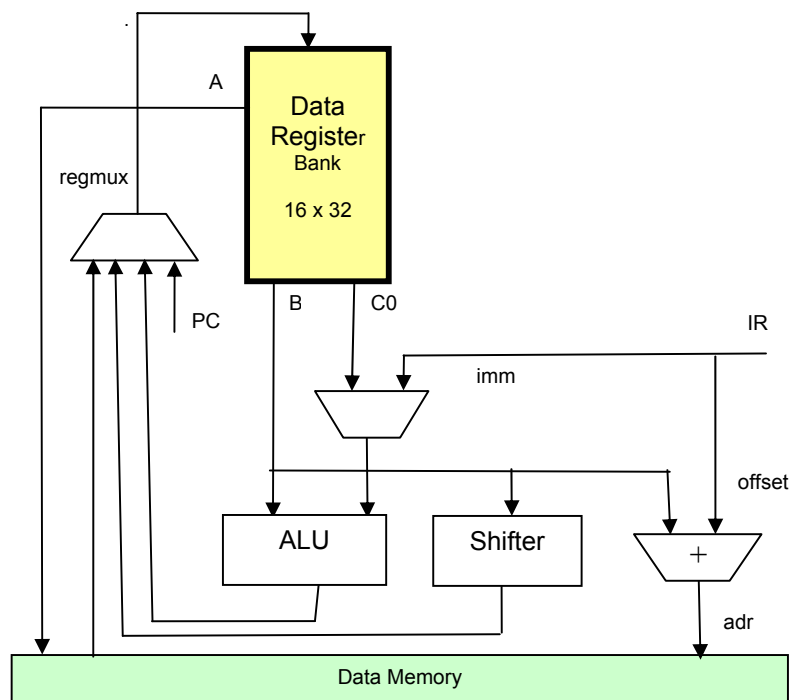 A
Data
Register
Bank
16 x 32
regmux
B
C0
PC
IR
imm
offset
ALU
Shifter
+
adr
Data Memory